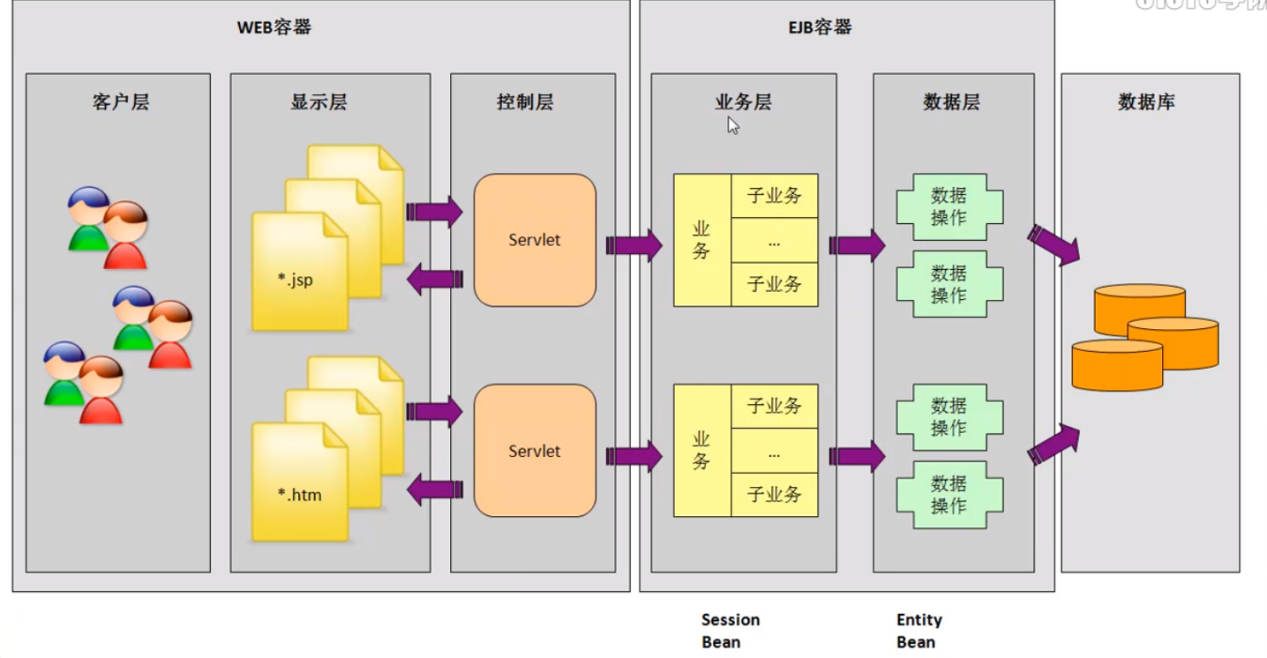 WEB容器
EJB容器
客户层
显示层
控制层
业务层
数据层
数据库
*.jsp
Servlet
业
务
子业务
...
子业务
数据
操作
数据
操作
*.htm
Servlet
业
务
子业务
...
子业务
数据
操作
数据
操作
Session
Bean
Entity
Bean